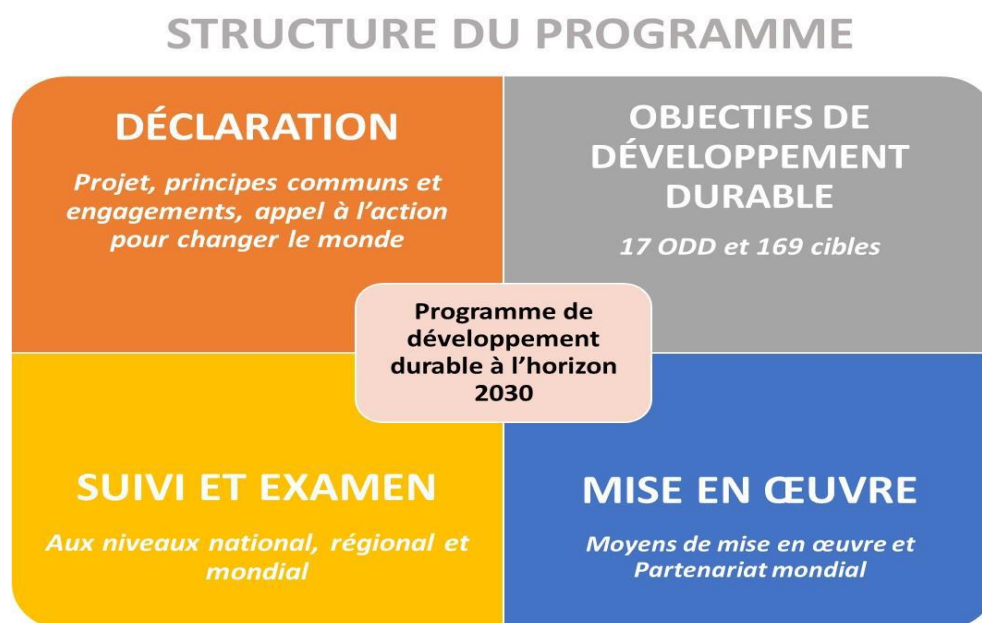 STRUCTURE DU PROGRAMME
DÉCLARATION
Projet, principes communs et
engagements, appel à l'action
pour changer le monde
OBJECTIFS DE
DÉVELOPPEMENT
DURABLE
17 ODD et 169 cibles
Programme de
développement
durable à l'horizon
2030
SUIVI ET EXAMEN
Aux niveaux national, régional et
mondial
MISE EN ŒUVRE
Moyens de mise en œuvre et
Partenariat mondial